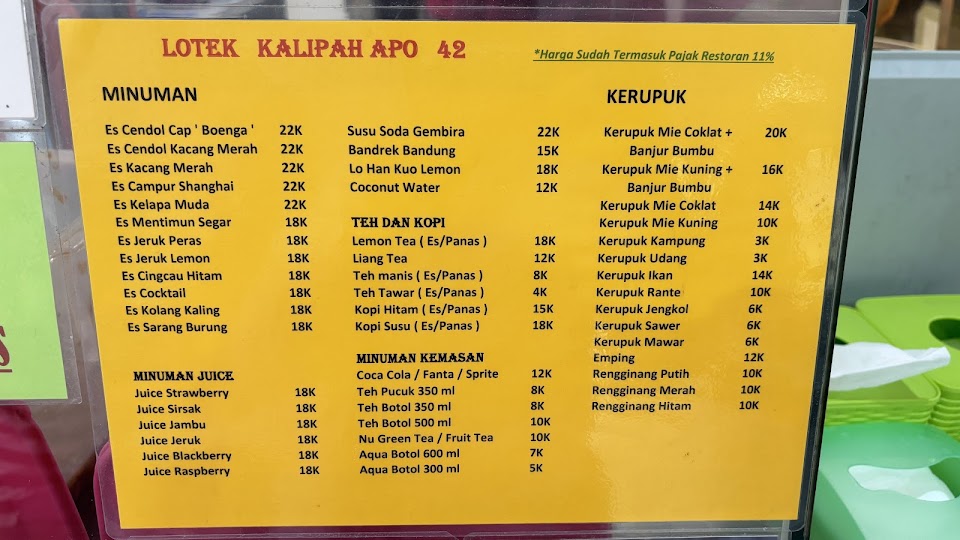 LOTEK KALIPAH APO 42
*Harga Sudah Termasuk Pajak Restoran 11%
MINUMAN
Es Cendol Cap ' Boenga ' 22K
Es Cendol Kacang Merah 22K
Es Kacang Merah 22K
Es Campur Shanghai 22K
Es Kelapa Muda 22K
Es Mentimun Segar 18K
Es Jeruk Peras 18K
Es Jeruk Lemon 18K
Es Cingcau Hitam 18K
Es Cocktail 18K
Es Kolang Kaling 18K
Es Sarang Burung 18K
MINUMAN JUICE
Juice Strawberry 18K
Juice Sirsak 18K
Juice Jambu 18K
Juice Jeruk 18K
Juice Blackberry 18K
Juice Raspberry 18K
Susu Soda Gembira 22K
Bandrek Bandung 15K
Lo Han Kuo Lemon 18K
Coconut Water 12K
TEH DAN KOPI
Lemon Tea ( Es/Panas ) 18K
Liang Tea 12K
Teh manis ( Es/Panas ) 8K
Teh Tawar ( Es/Panas ) 4K
Kopi Hitam ( Es/Panas ) 15K
Kopi Susu ( Es/Panas ) 18K
MINUMAN KEMASAN
Coca Cola / Fanta / Sprite 12K
Teh Pucuk 350 ml 8K
Teh Botol 350 ml 8K
Teh Botol 500 ml 10K
Nu Green Tea / Fruit Tea 10K
Aqua Botol 600 ml 7K
Aqua Botol 300 ml 5K
KERUPUK
Kerupuk Mie Coklat + 20K
Banjur Bumbu
Kerupuk Mie Kuning + 16K
Banjur Bumbu
Kerupuk Mie Coklat 14K
Kerupuk Mie Kuning 10K
Kerupuk Kampung 3K
Kerupuk Udang 3K
Kerupuk Ikan 14K
Kerupuk Rante 10K
Kerupuk Jengkol 6K
Kerupuk Sawer 6K
Kerupuk Mawar 6K
Emping 12K
Rengginang Putih 10K
Rengginang Merah 10K
Rengginang Hitam 10K